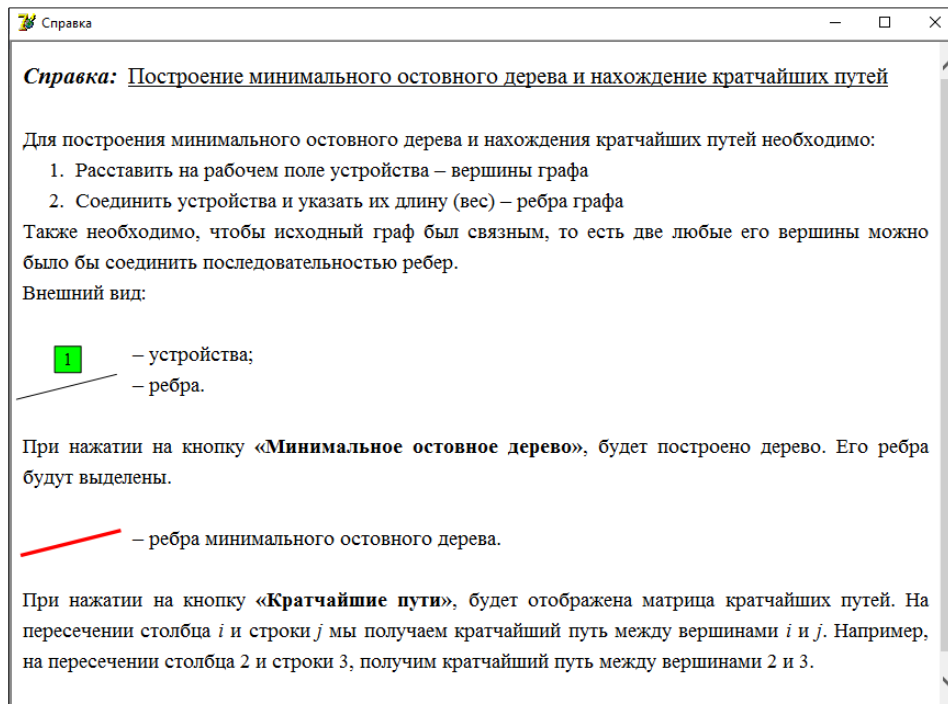 Справка
Справка: Построение минимального остовного дерева и нахождение кратчайших путей
Для построения минимального остовного дерева и нахождения кратчайших путей необходимо:
1. Расставить на рабочем поле устройства – вершины графа
2. Соединить устройства и указать их длину (вес) – ребра графа
Также необходимо, чтобы исходный граф был связным, то есть две любые его вершины можно
было бы соединить последовательностью ребер.
Внешний вид:
1 – устройства;
– ребра.
При нажатии на кнопку «Минимальное остовное дерево», будет построено дерево. Его ребра
будут выделены.
– ребра минимального остовного дерева.
При нажатии на кнопку «Кратчайшие пути», будет отображена матрица кратчайших путей. На
пересечении столбца i и строки j мы получаем кратчайший путь между вершинами i и j. Например,
на пересечении столбца 2 и строки 3, получим кратчайший путь между вершинами 2 и 3.